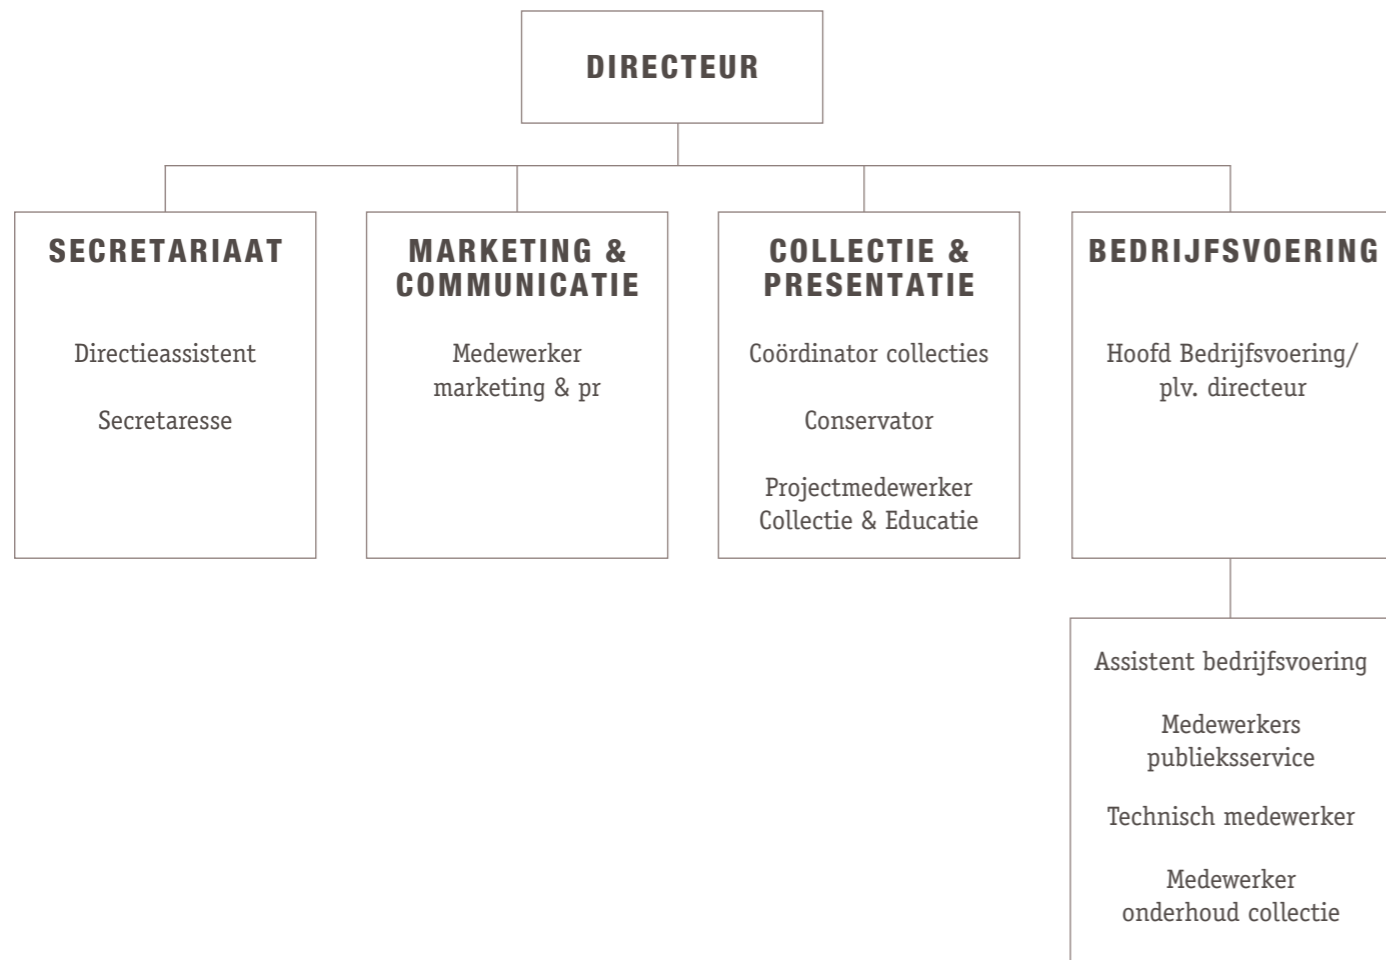 DIRECTEUR
SECRETARIAAT
Directieassistent
Secretaresse
MARKETING &
COMMUNICATIE
Medewerker
marketing & pr
COLLECTIE &
PRESENTATIE
Coördinator collecties
Conservator
Projectmedewerker
Collectie & Educatie
BEDRIJFSVOERING
Hoofd Bedrijfsvoering/
plv. directeur
Assistent bedrijfsvoering
Medewerkers
publieksservice
Technisch medewerker
Medewerker
onderhoud collectie